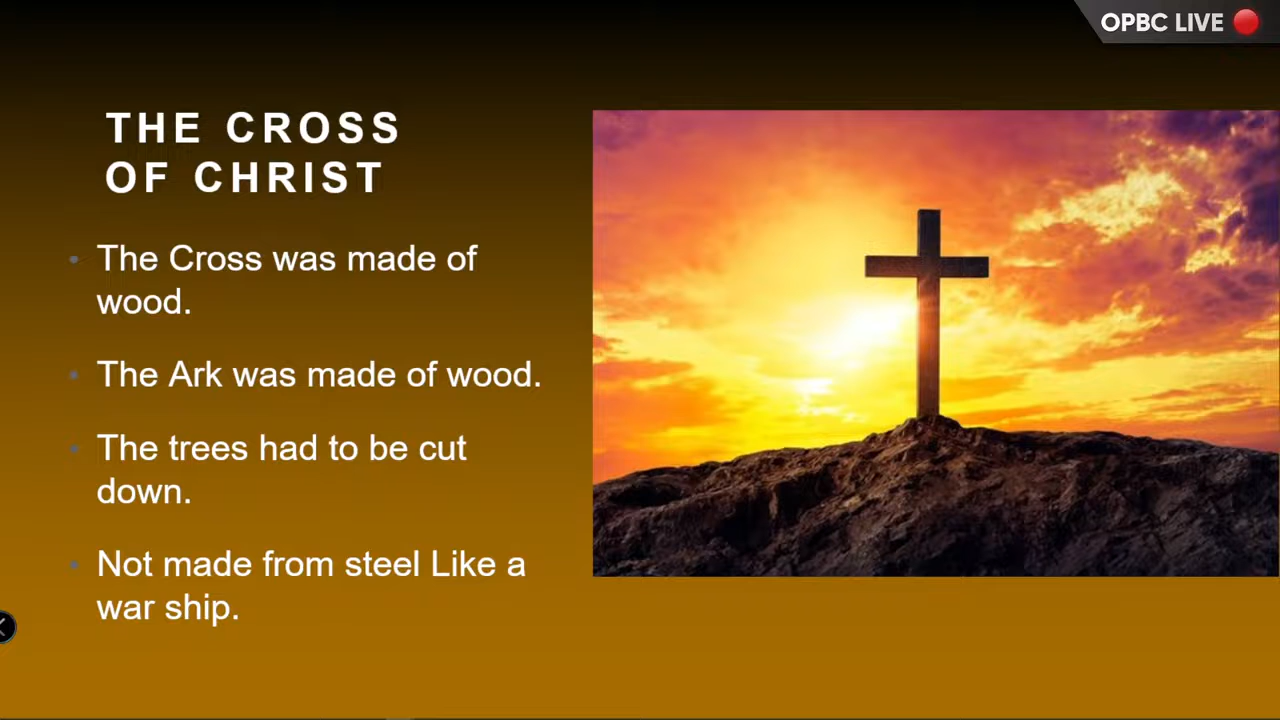 OPBC LIVE
THE CROSS
OF CHRIST
The Cross was made of
wood.
The Ark was made of wood.
The trees had to be cut
down.
Not made from steel Like a
war ship.